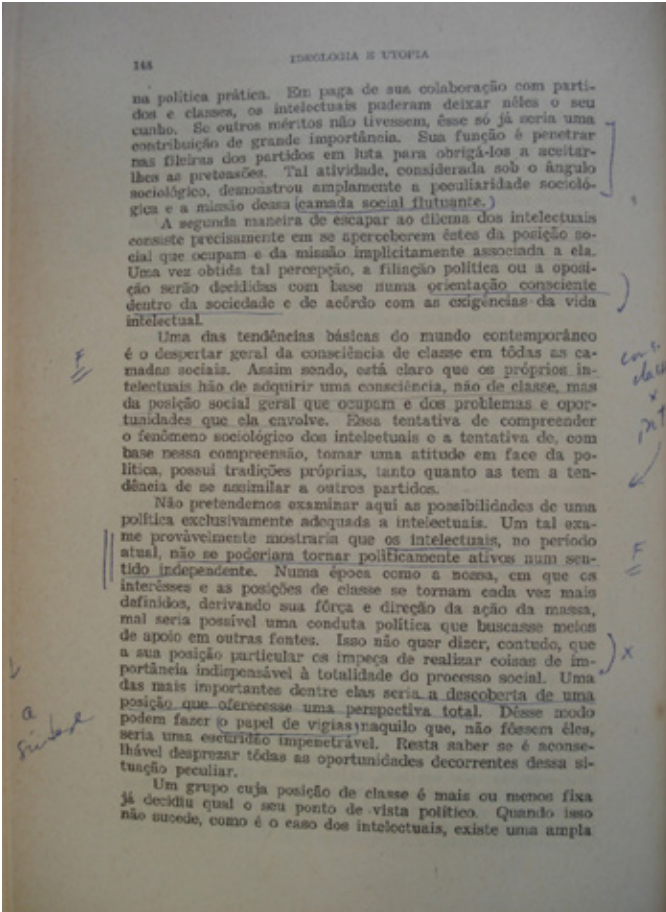 144
IDEOLOGIA E UTOPIA
na política prática. Em paga de sua colaboração com parti-
dos e classes, os intelectuais puderam deixar nêles o seu
cunho. Se outros méritos não tivessem, êsse só já seria uma
contribuição de grande importância. Sua função é penetrar
nas fileiras dos partidos em luta para obrigá-los a aceitar-
lhes as pretensões. Tal atividade, considerada sob o ângulo
sociológico, demonstrou amplamente a peculiaridade socioló-
gica e a missão dessa camada social flutuante.
A segunda maneira de escapar ao dilema dos intelectuais
consiste precisamente em se aperceberem êstes da posição so-
cial que ocupam e da missão implicitamente associada a ela.
Uma vez obtida tal percepção, a filiação política ou a oposi-
ção serão decididas com base numa orientação consciente
dentro da sociedade e de acôrdo com as exigências da vida
intelectual.
Uma das tendências básicas do mundo contemporâneo
é o despertar geral da consciência de classe em tôdas as ca-
madas sociais. Assim sendo, está claro que os próprios in-
telectuais hão de adquirir uma consciência, não de classe, mas
da posição social geral que ocupam e dos problemas e opor-
tunidades que ela envolve. Essa tentativa de compreender
o fenômeno sociológico dos intelectuais e a tentativa de, com
base nessa compreensão, tomar uma atitude em face da po-
lítica, possui tradições próprias, tanto quanto as tem a ten-
dência de se assimilar a outros partidos.
Não pretendemos examinar aqui as possibilidades de uma
política exclusivamente adequada a intelectuais. Um tal exa-
me provàvelmente mostraria que os intelectuais, no período
atual, não se poderiam tornar politicamente ativos num sen-
tido independente. Numa época como a nossa, em que os
interêsses e as posições de classe se tornam cada vez mais
definidos, derivando sua fôrça e direção da ação da massa,
mal seria possível uma conduta política que buscasse meios
de apoio em outras fontes. Isso não quer dizer, contudo, que
a sua posição particular os impeça de realizar coisas de im-
portância indispensável à totalidade do processo social. Uma
das mais importantes dentre elas seria a descoberta de uma
posição que oferecesse uma perspectiva total. Dêsse modo
podem fazer o papel de vigias naquilo que, não fôssem êles,
seria uma escuridão impenetrável. Resta saber se é aconse-
lhável desprezar tôdas as oportunidades decorrentes dessa si-
tuação peculiar.
Um grupo cuja posição de classe é mais ou menos fixa
já decidiu qual o seu ponto de vista político. Quando isso
não sucede, como é o caso dos intelectuais, existe uma ampla
F
x
F
X
a
síntese